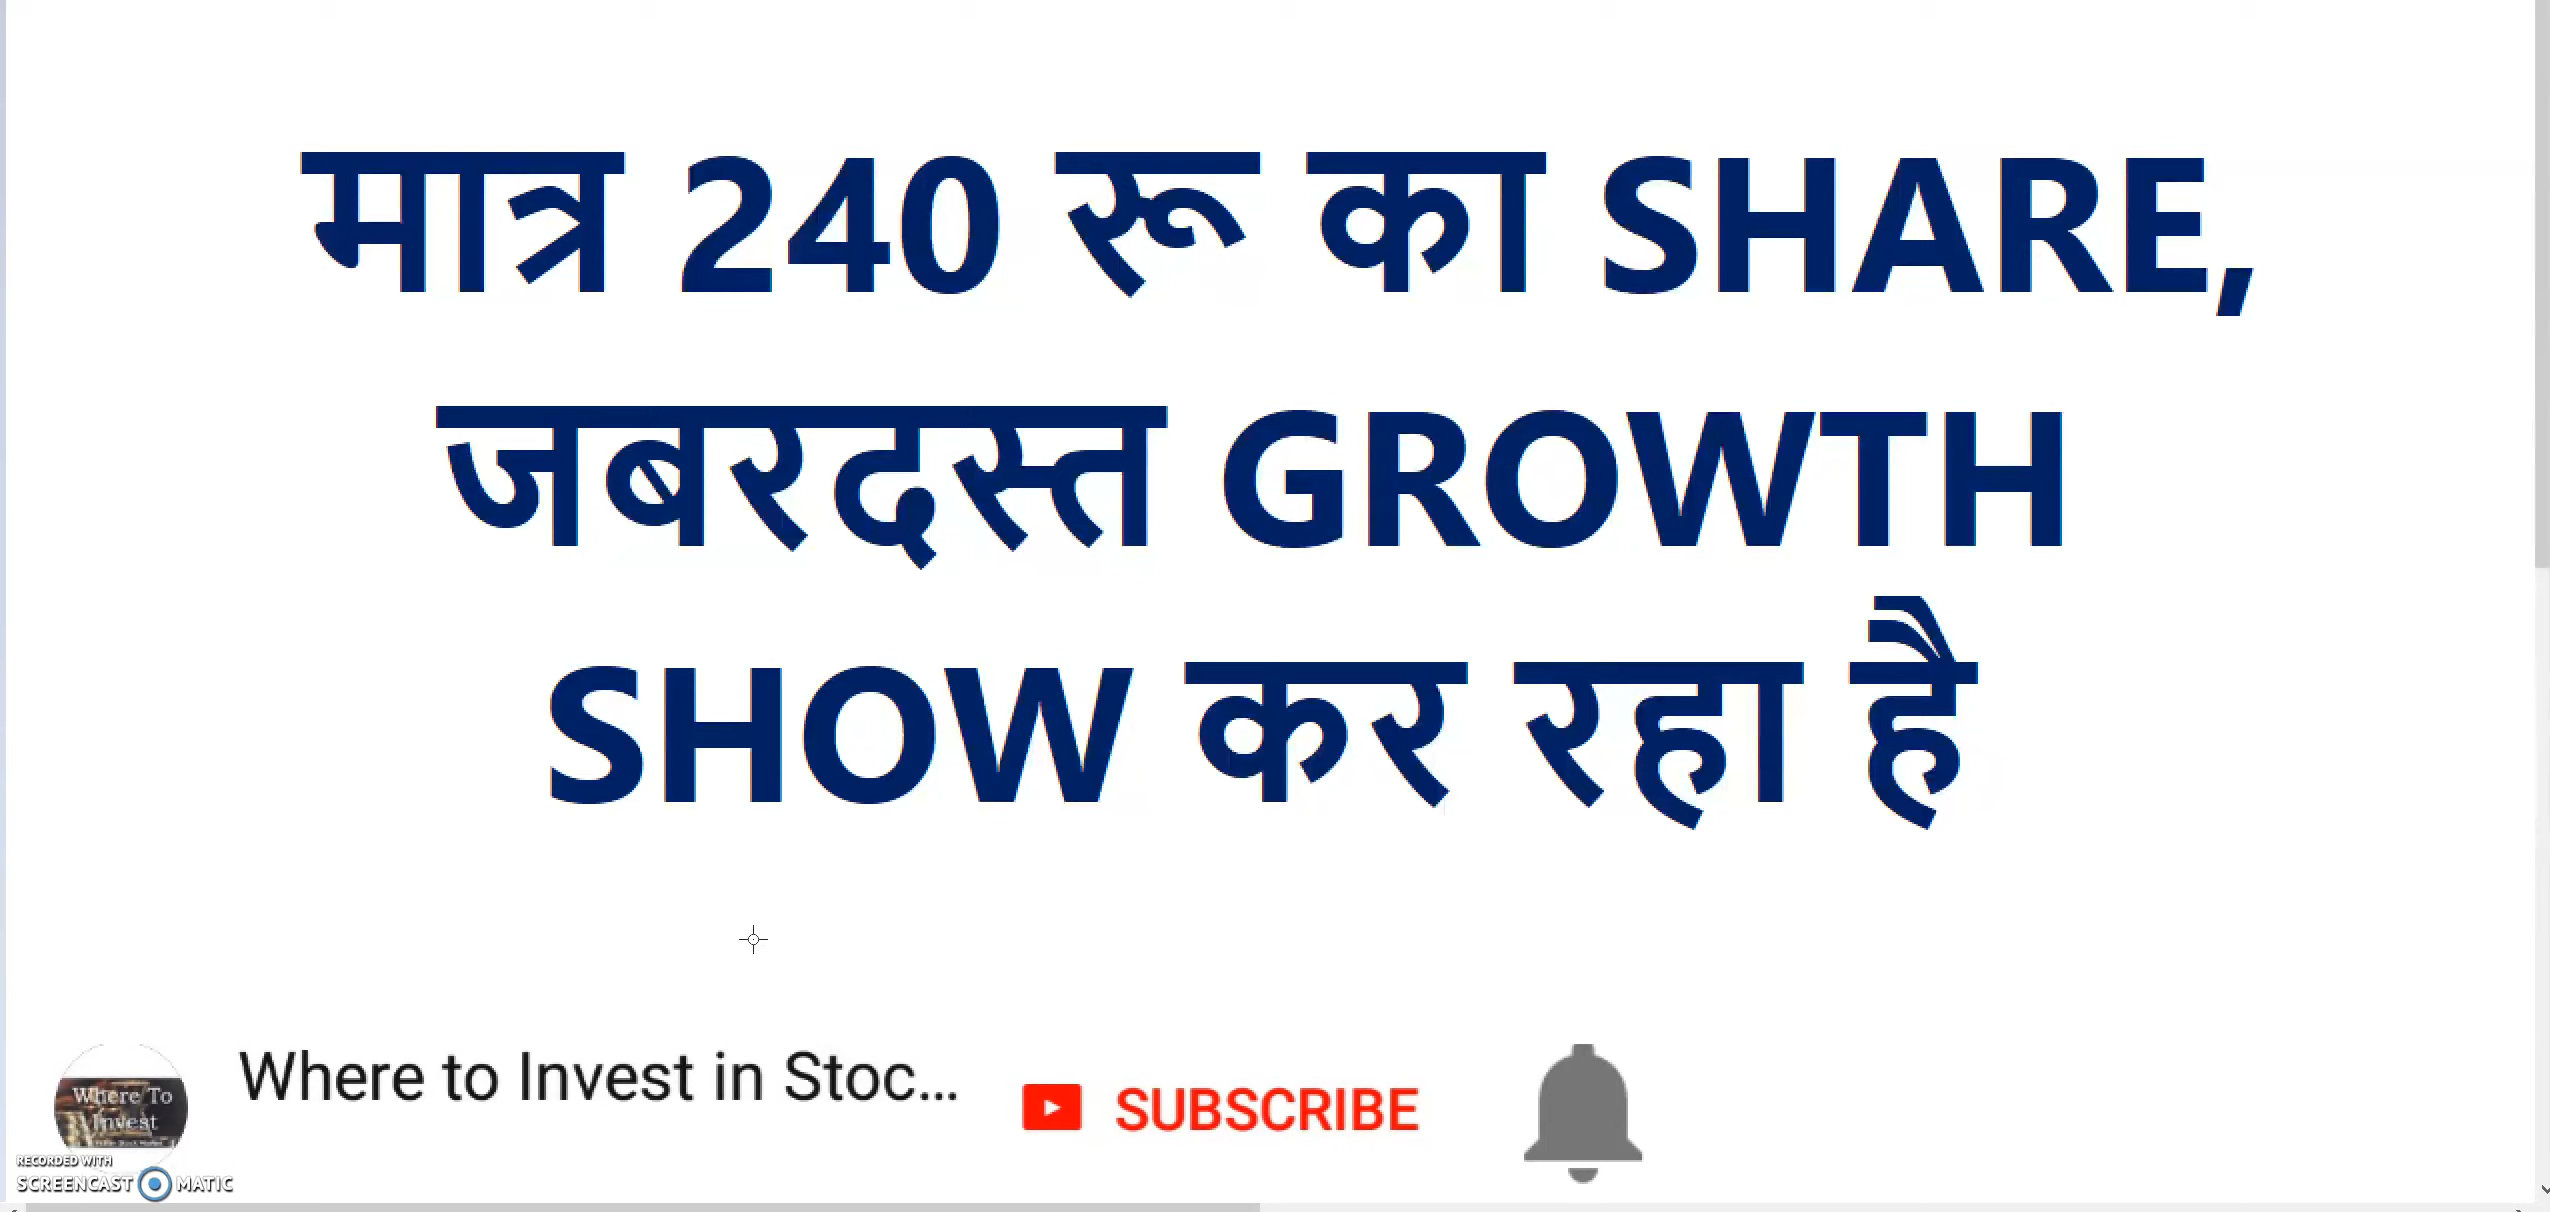 मात्र 240 रू का SHARE,
जबरदस्त GROWTH
SHOW कर रहा है
Where to Invest in Stoc...
SUBSCRIBE
Where To
Invest
RECORDED WITH
SCREENCAST MATIC